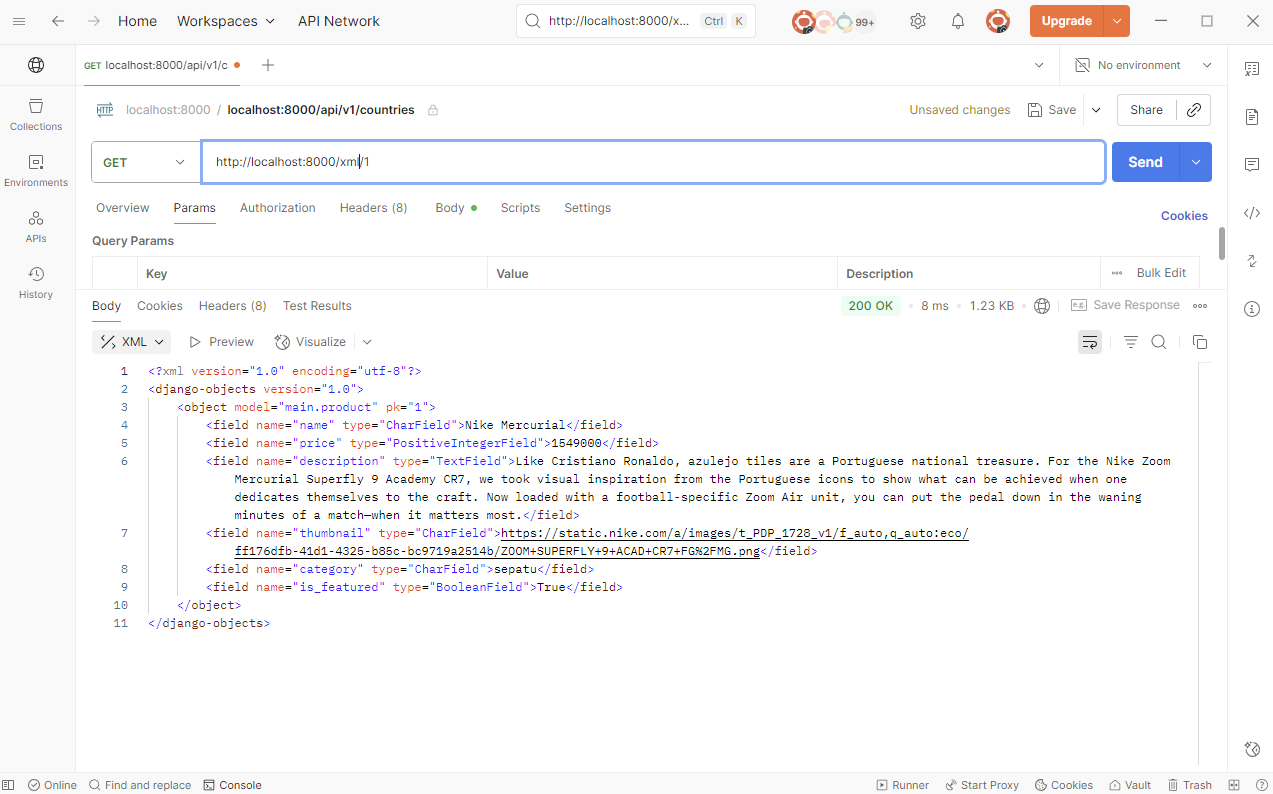 Home Workspaces API Network http://localhost:8000/x... Ctrl K 99+ Upgrade
GET localhost:8000/api/v1/c No environment
localhost:8000 / localhost:8000/api/v1/countries Unsaved changes Save Share
Collections
Environments
APIs
History
GET http://localhost:8000/xml/1 Send
Overview Params Authorization Headers (8) Body Scripts Settings Cookies
Query Params
Key Value Description Bulk Edit
Body Cookies Headers (8) Test Results 200 OK 8 ms 1.23 KB e.g. Save Response
XML Preview Visualize
1 <?xml version="1.0" encoding="utf-8"?>
2 <django-objects version="1.0">
3 <object model="main.product" pk="1">
4 <field name="name" type="CharField">Nike Mercurial</field>
5 <field name="price" type="PositiveIntegerField">1549000</field>
6 <field name="description" type="TextField">Like Cristiano Ronaldo, azulejo tiles are a Portuguese national treasure. For the Nike Zoom
Mercurial Superfly 9 Academy CR7, we took visual inspiration from the Portuguese icons to show what can be achieved when one
dedicates themselves to the craft. Now loaded with a football-specific Zoom Air unit, you can put the pedal down in the waning
minutes of a match—when it matters most.</field>
7 <field name="thumbnail" type="CharField">https://static.nike.com/a/images/t_PDP_1728_v1/f_auto,q_auto:eco/
ff176dfb-41d1-4325-b85c-bc9719a2514b/ZOOM+SUPERFLY+9+ACAD+CR7+FG%2FMG.png</field>
8 <field name="category" type="CharField">sepatu</field>
9 <field name="is_featured" type="BooleanField">True</field>
10 </object>
11 </django-objects>
Online Find and replace Console Runner Start Proxy Cookies Vault Trash